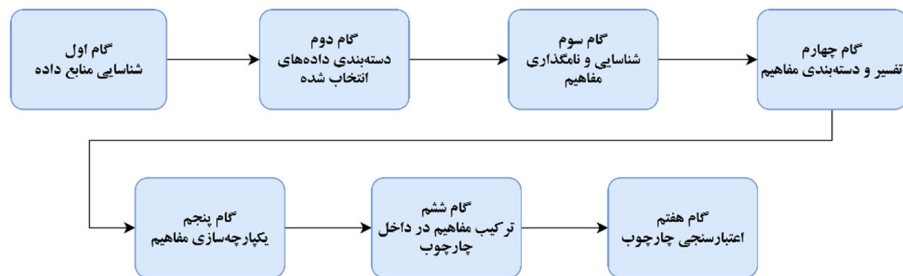 گام اول
شناسایی منابع داده
گام دوم
دسته‌بندی داده‌های
انتخاب شده
گام سوم
شناسایی و نامگذاری
مفاهیم
گام چهارم
تفسیر و دسته‌بندی مفاهیم
گام پنجم
یکپارچه‌سازی مفاهیم
گام ششم
ترکیب مفاهیم در داخل
چارچوب
گام هفتم
اعتبارسنجی چارچوب